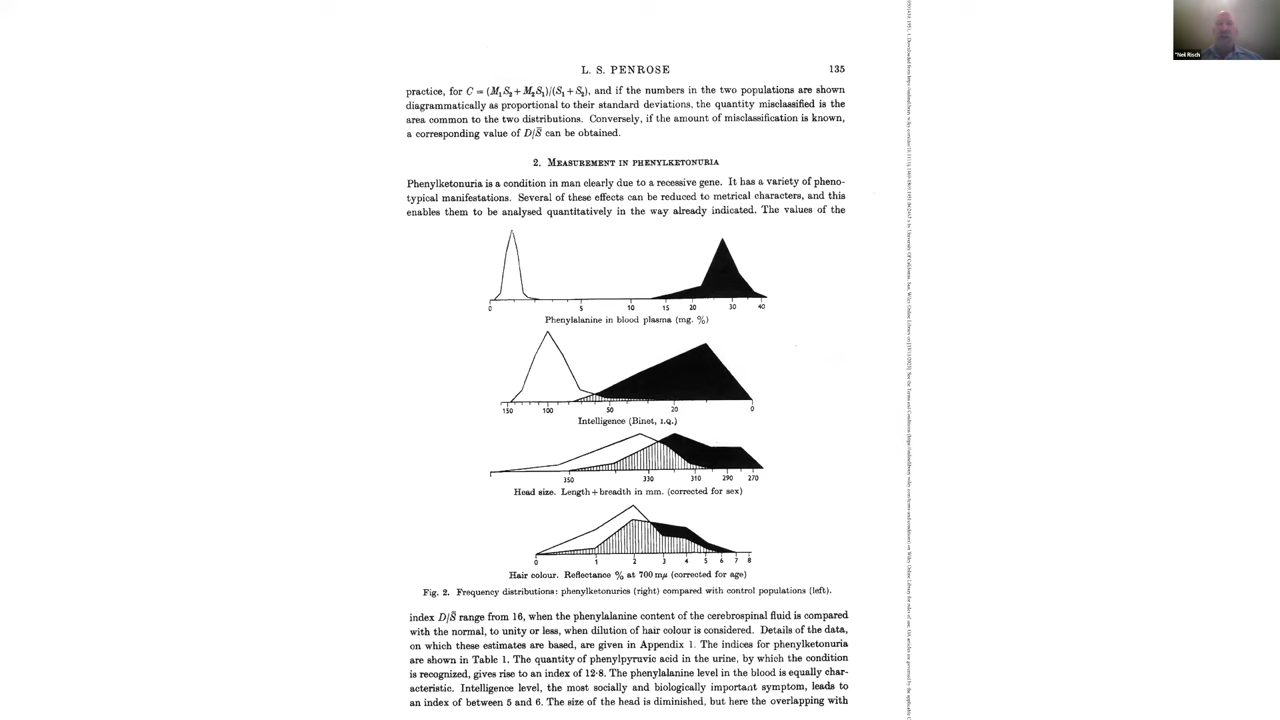 L. S. PENROSE
135
practice, for C = (M₁S₂+M₂S₁)/(S₁+S₂), and if the numbers in the two populations are shown
diagrammatically as proportional to their standard deviations, the quantity misclassified is the
area common to the two distributions. Conversely, if the amount of misclassification is known,
a corresponding value of D/S̄ can be obtained.
2. MEASUREMENT IN PHENYLKETONURIA
Phenylketonuria is a condition in man clearly due to a recessive gene. It has a variety of pheno-
typical manifestations. Several of these effects can be reduced to metrical characters, and this
enables them to be analysed quantitatively in the way already indicated. The values of the
0 5 10 15 20 30 40
Phenylalanine in blood plasma (mg. %)
150 100 50 20 0
Intelligence (Binet, I.Q.)
350 330 310 290 270
Head size. Length+breadth in mm. (corrected for sex)
0 1 2 3 4 5 6 7 8
Hair colour. Reflectance % at 700 mμ (corrected for age)
Fig. 2. Frequency distributions: phenylketonurics (right) compared with control populations (left).
index D/S̄ range from 16, when the phenylalanine content of the cerebrospinal fluid is compared
with the normal, to unity or less, when dilution of hair colour is considered. Details of the data,
on which these estimates are based, are given in Appendix 1. The indices for phenylketonuria
are shown in Table 1. The quantity of phenylpyruvic acid in the urine, by which the condition
is recognized, gives rise to an index of 12·8. The phenylalanine level in the blood is equally char-
acteristic. Intelligence level, the most socially and biologically important symptom, leads to
an index of between 5 and 6. The size of the head is diminished, but here the overlapping with
*Neil Risch